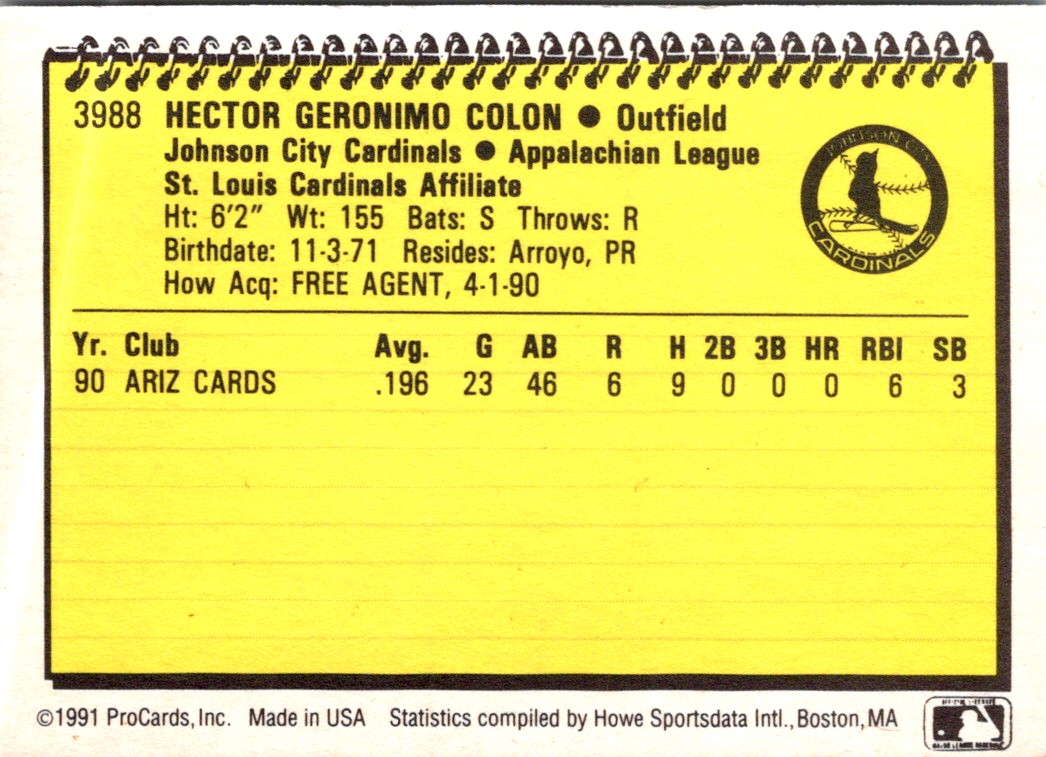 3988 HECTOR GERONIMO COLON ● Outfield
Johnson City Cardinals ● Appalachian League
St. Louis Cardinals Affiliate
Ht: 6'2" Wt: 155 Bats: S Throws: R
Birthdate: 11-3-71 Resides: Arroyo, PR
How Acq: FREE AGENT, 4-1-90
JOHNSON CITY
CARDINALS
Yr. Club Avg. G AB R H 2B 3B HR RBI SB
90 ARIZ CARDS .196 23 46 6 9 0 0 0 6 3
©1991 ProCards, Inc. Made in USA Statistics compiled by Howe Sportsdata Intl., Boston, MA